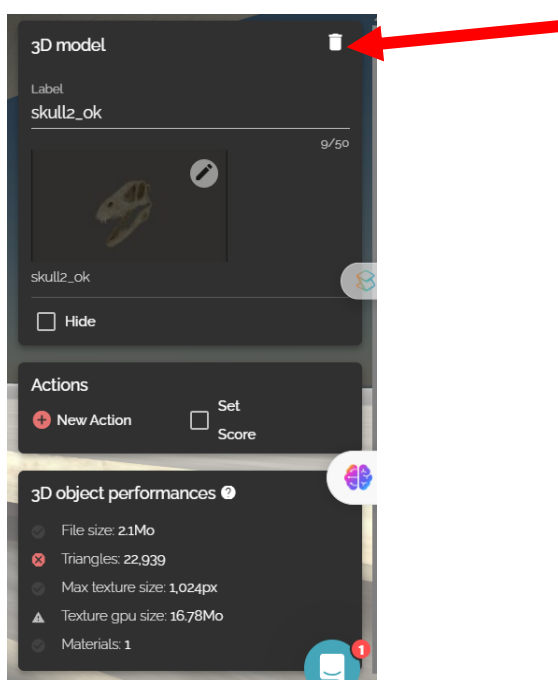 3D model
Label
skull2_ok
9/50
skull2_ok
Hide
Actions
New Action
Set
Score
3D object performances ?
File size: 2.1Mo
Triangles: 22,939
Max texture size: 1,024px
Texture gpu size: 16.78Mo
Materials: 1
1